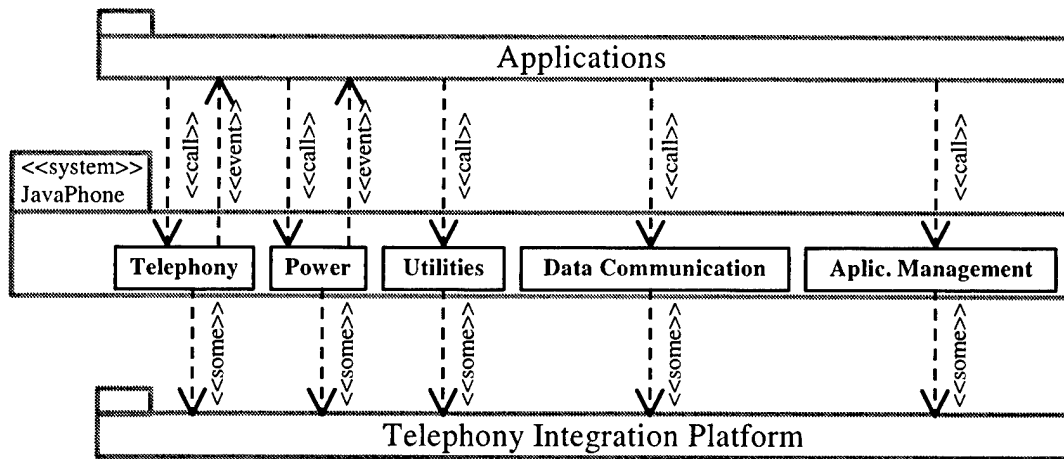 Applications
<<call>>
<<event>>
<<call>>
<<event>>
<<call>>
<<call>>
<<call>>
<<system>>
JavaPhone
Telephony
Power
Utilities
Data Communication
Aplic. Management
<<some>>
<<some>>
<<some>>
<<some>>
<<some>>
Telephony Integration Platform